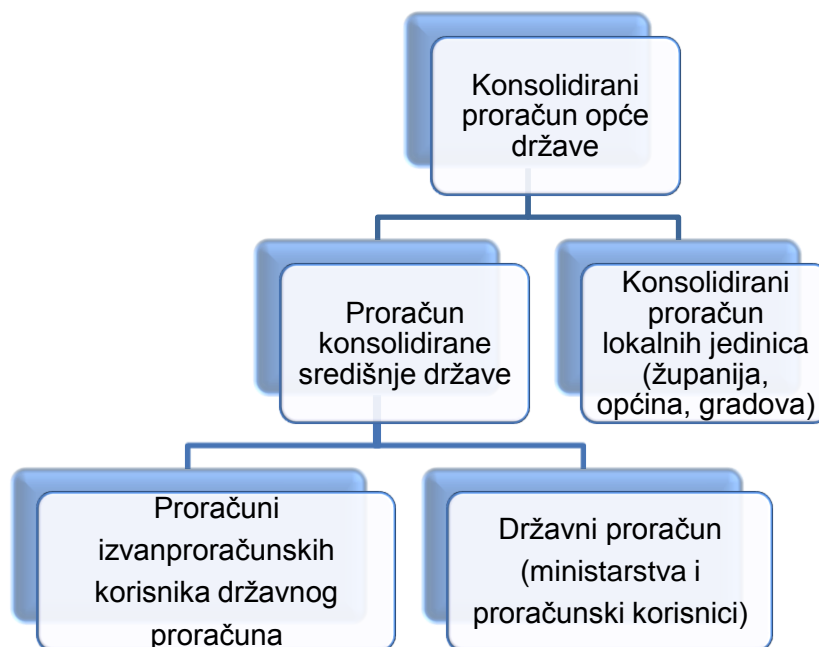 Konsolidirani
proračun opće
države
Proračun
konsolidirane
središnje države
Konsolidirani
proračun
lokalnih jedinica
(županija,
općina, gradova)
Proračuni
izvanproračunskih
korisnika državnog
proračuna
Državni proračun
(ministarstva i
proračunski korisnici)